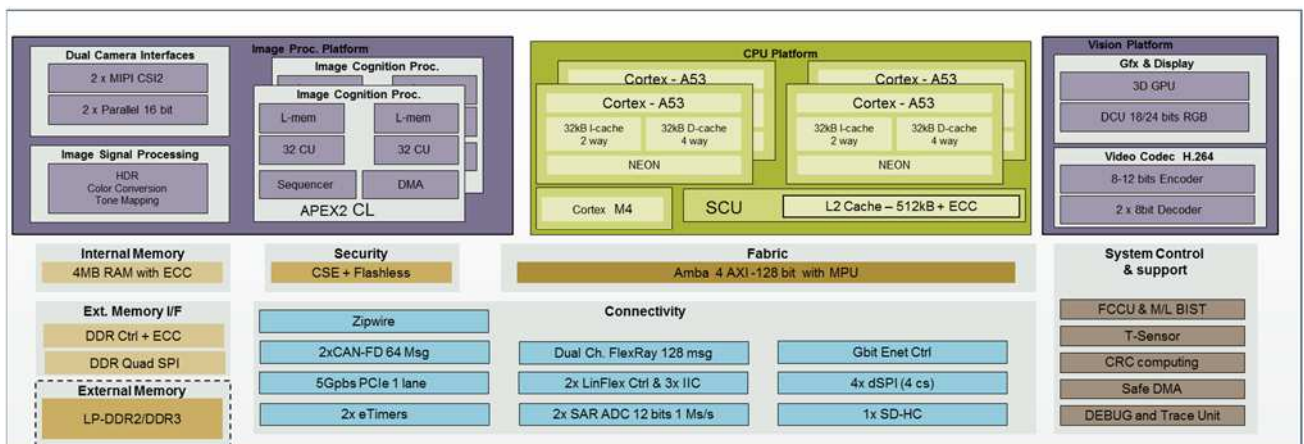 Image Proc. Platform
Dual Camera Interfaces
2 x MIPI CSI2
2 x Parallel 16 bit
Image Signal Processing
HDR
Color Conversion
Tone Mapping
Image Cognition Proc.
Image Cognition Proc.
L-mem
L-mem
32 CU
32 CU
Sequencer
DMA
APEX2 CL
CPU Platform
Cortex - A53
Cortex - A53
32kB I-cache
2 way
32kB D-cache
4 way
NEON
Cortex - A53
Cortex - A53
32kB I-cache
2 way
32kB D-cache
4 way
NEON
Cortex M4
SCU
L2 Cache – 512kB + ECC
Vision Platform
Gfx & Display
3D GPU
DCU 18/24 bits RGB
Video Codec H.264
8-12 bits Encoder
2 x 8bit Decoder
Internal Memory
4MB RAM with ECC
Security
CSE + Flashless
Fabric
Amba 4 AXI -128 bit with MPU
System Control
& support
FCCU & M/L BIST
T-Sensor
CRC computing
Safe DMA
DEBUG and Trace Unit
Ext. Memory I/F
DDR Ctrl + ECC
DDR Quad SPI
External Memory
LP-DDR2/DDR3
Connectivity
Zipwire
2xCAN-FD 64 Msg
5Gpbs PCIe 1 lane
2x eTimers
Dual Ch. FlexRay 128 msg
2x LinFlex Ctrl & 3x IIC
2x SAR ADC 12 bits 1 Ms/s
Gbit Enet Ctrl
4x dSPI (4 cs)
1x SD-HC